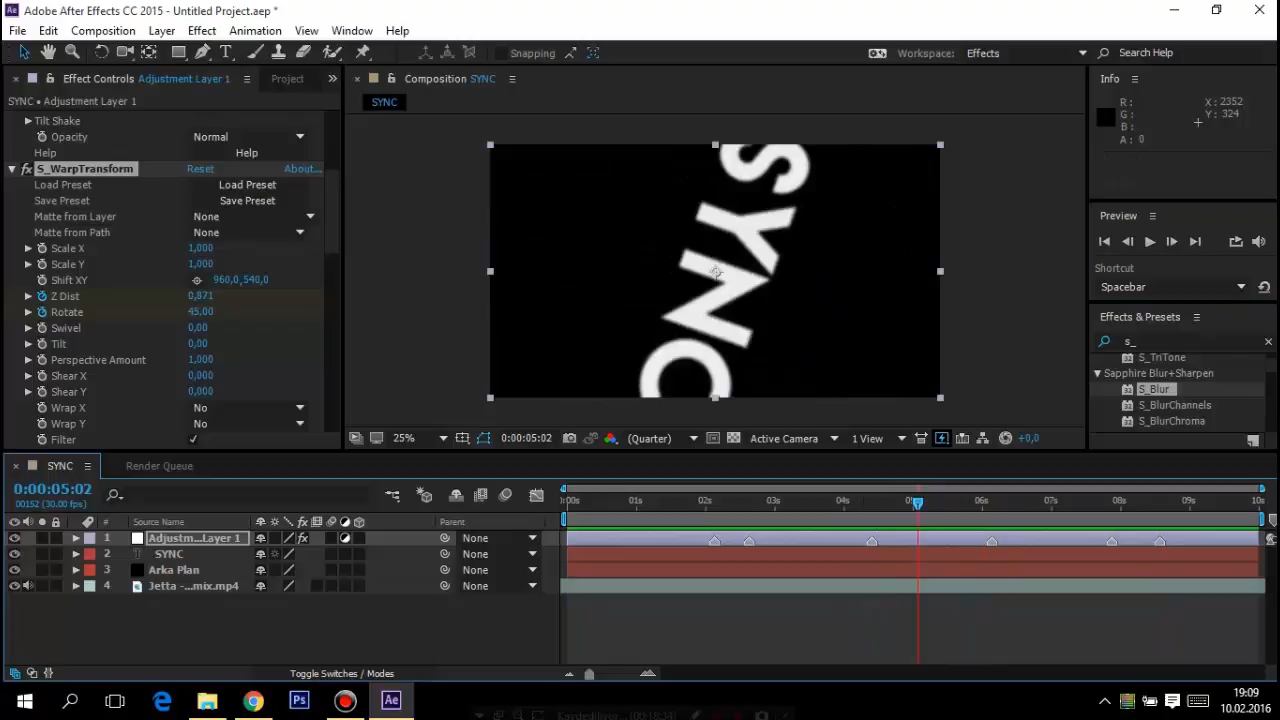 Adobe After Effects CC 2015 - Untitled Project.aep *
File Edit Composition Layer Effect Animation View Window Help
Snapping
Workspace: Effects
Search Help
Effect Controls Adjustment Layer 1
Project
Composition SYNC
Info
SYNC • Adjustment Layer 1
SYNC
R :
G :
B :
A : 0
X : 2352
Y : 324
Tilt Shake
Opacity Normal
Help Help
fx S_WarpTransform Reset About...
Load Preset Load Preset
Save Preset Save Preset
Matte from Layer None
Matte from Path None
Scale X 1,000
Scale Y 1,000
Shift XY 960,0,540,0
Z Dist 0,871
Rotate 45,00
Swivel 0,00
Tilt 0,00
Perspective Amount 1,000
Shear X 0,000
Shear Y 0,000
Wrap X No
Wrap Y No
Filter
SYNC
Preview
Shortcut
Spacebar
Effects & Presets
s_
S_TriTone
Sapphire Blur+Sharpen
S_Blur
S_BlurChannels
S_BlurChroma
25% 0:00:05:02 (Quarter) Active Camera 1 View +0,0
SYNC
Render Queue
0:00:05:02
00152 (30.00 fps)
:00s 01s 02s 03s 04s 06s 07s 08s 09s 10s
# Source Name fx Parent
1 Adjustm...Layer 1 fx None
2 T SYNC None
3 Arka Plan None
4 Jetta -...mix.mp4 None
Toggle Switches / Modes
Ps
Ae
19:09
10.02.2016